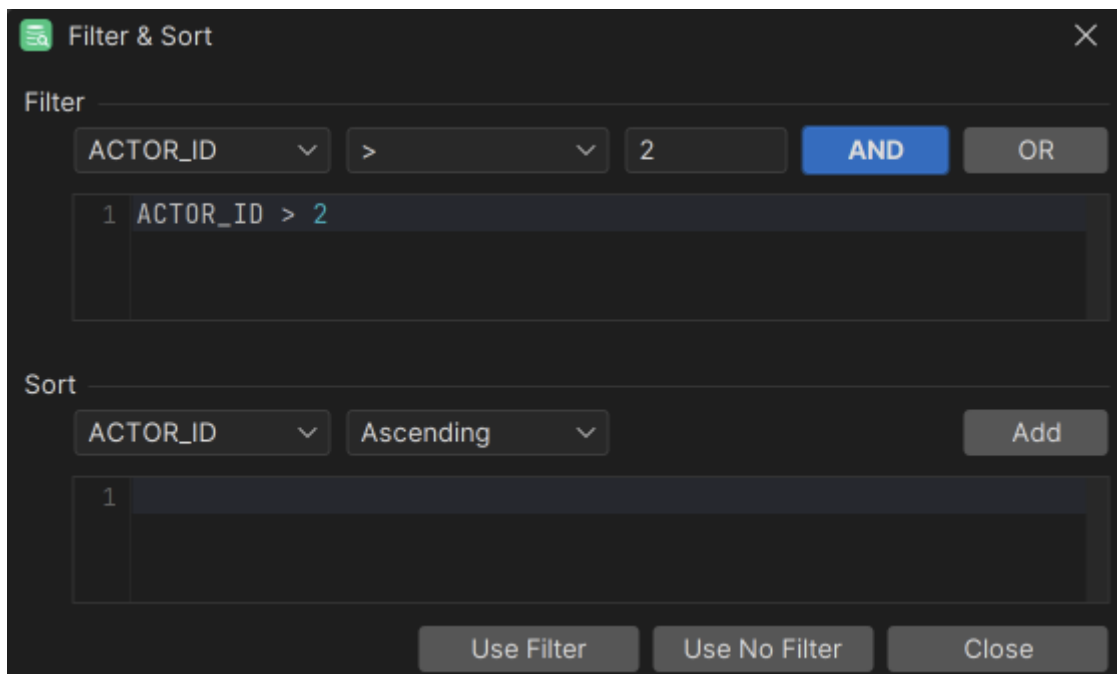 Filter & Sort
Filter
ACTOR_ID > 2 AND OR
1 ACTOR_ID > 2
Sort
ACTOR_ID Ascending Add
1
Use Filter Use No Filter Close